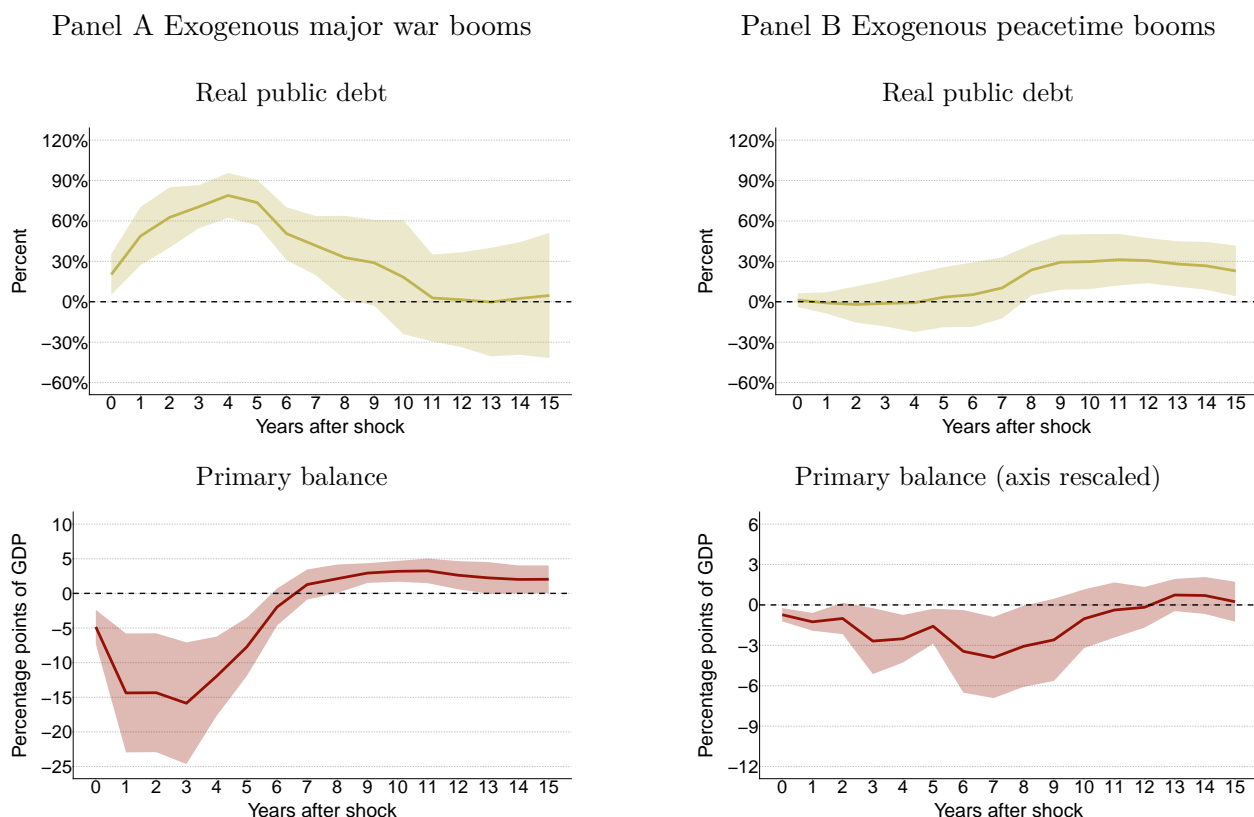 Panel A Exogenous major war booms
Panel B Exogenous peacetime booms
Real public debt
120%
90%
60%
30%
0%
−30%
−60%
Percent
0 1 2 3 4 5 6 7 8 9 10 11 12 13 14 15
Years after shock
Real public debt
120%
90%
60%
30%
0%
−30%
−60%
Percent
0 1 2 3 4 5 6 7 8 9 10 11 12 13 14 15
Years after shock
Primary balance
10
5
0
−5
−10
−15
−20
−25
Percentage points of GDP
0 1 2 3 4 5 6 7 8 9 10 11 12 13 14 15
Years after shock
Primary balance (axis rescaled)
6
3
0
−3
−6
−9
−12
Percentage points of GDP
0 1 2 3 4 5 6 7 8 9 10 11 12 13 14 15
Years after shock